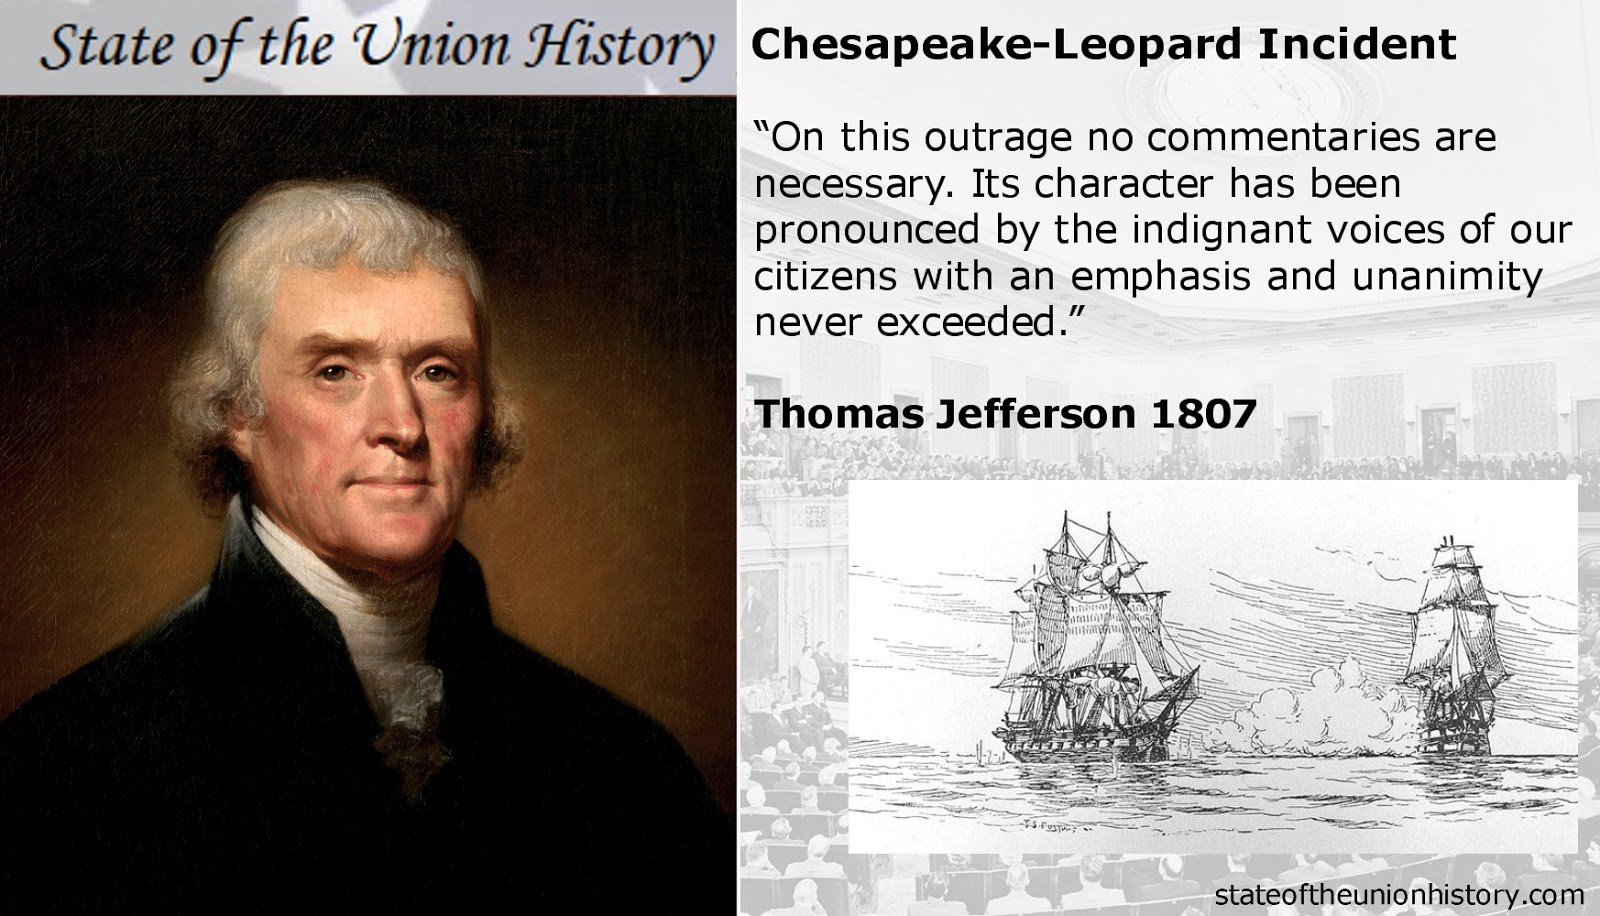 State of the Union History
Chesapeake-Leopard Incident
“On this outrage no commentaries are
necessary. Its character has been
pronounced by the indignant voices of our
citizens with an emphasis and unanimity
never exceeded.”
Thomas Jefferson 1807
stateoftheunionhistory.com